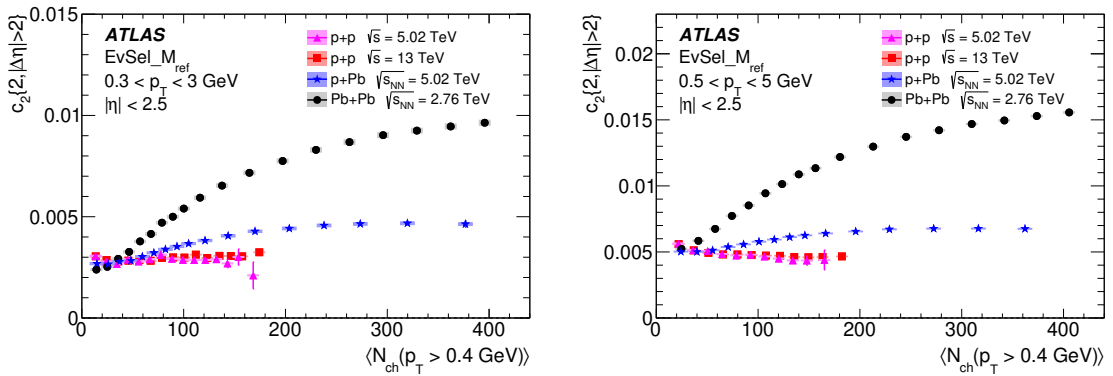 c₂{2,|Δη|>2}
0.015
0.01
0.005
0
ATLAS
EvSel_M_ref
0.3 < p_T < 3 GeV
|η| < 2.5
p+p √s = 5.02 TeV
p+p √s = 13 TeV
p+Pb √s_NN = 5.02 TeV
Pb+Pb √s_NN = 2.76 TeV
0 100 200 300 400
⟨N_ch(p_T > 0.4 GeV)⟩
c₂{2,|Δη|>2}
0.02
0.015
0.01
0.005
0
ATLAS
EvSel_M_ref
0.5 < p_T < 5 GeV
|η| < 2.5
p+p √s = 5.02 TeV
p+p √s = 13 TeV
p+Pb √s_NN = 5.02 TeV
Pb+Pb √s_NN = 2.76 TeV
0 100 200 300 400
⟨N_ch(p_T > 0.4 GeV)⟩